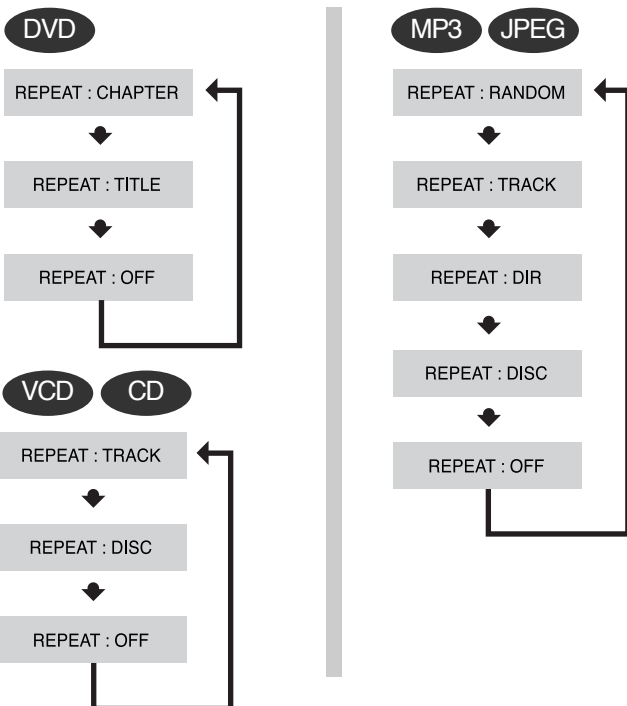 DVD
REPEAT : CHAPTER
REPEAT : TITLE
REPEAT : OFF
VCD CD
REPEAT : TRACK
REPEAT : DISC
REPEAT : OFF
MP3 JPEG
REPEAT : RANDOM
REPEAT : TRACK
REPEAT : DIR
REPEAT : DISC
REPEAT : OFF